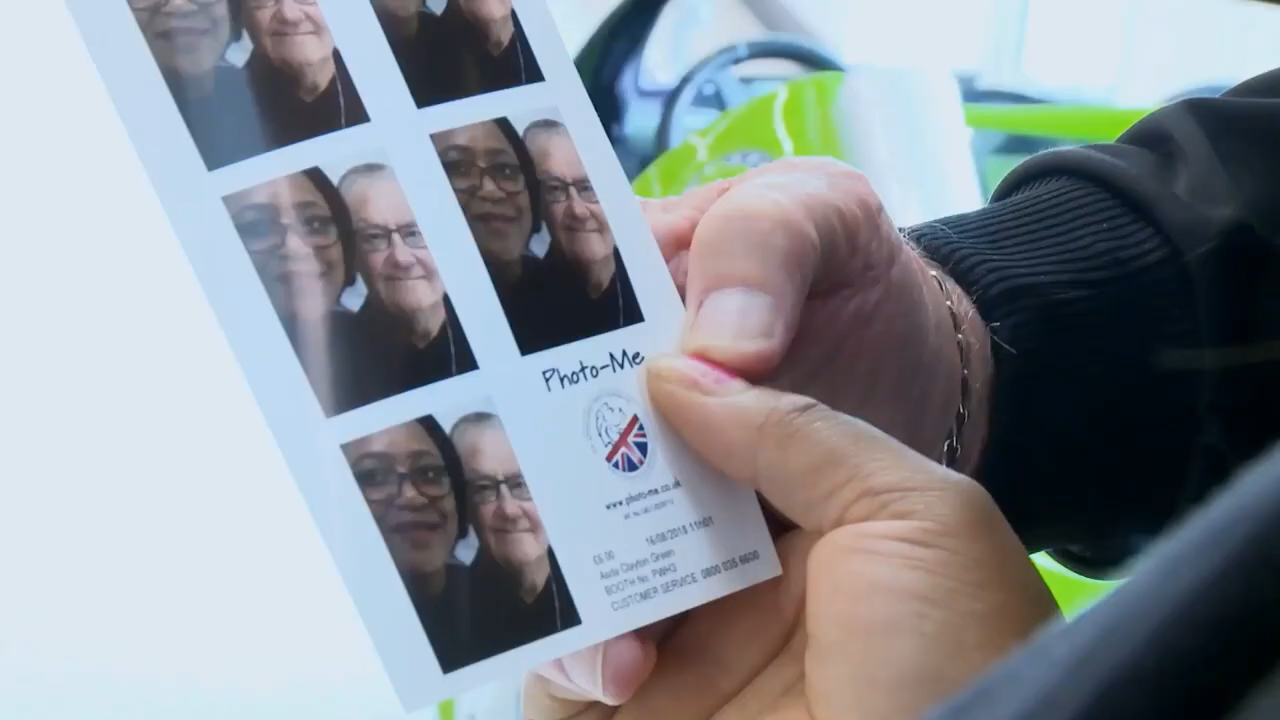 Photo-Me
www.photo-me.co.uk
£6.00 16/08/2018 11h01
Asda Clayton Green
BOOTH No. PWH3
CUSTOMER SERVICE 0800 035 6600